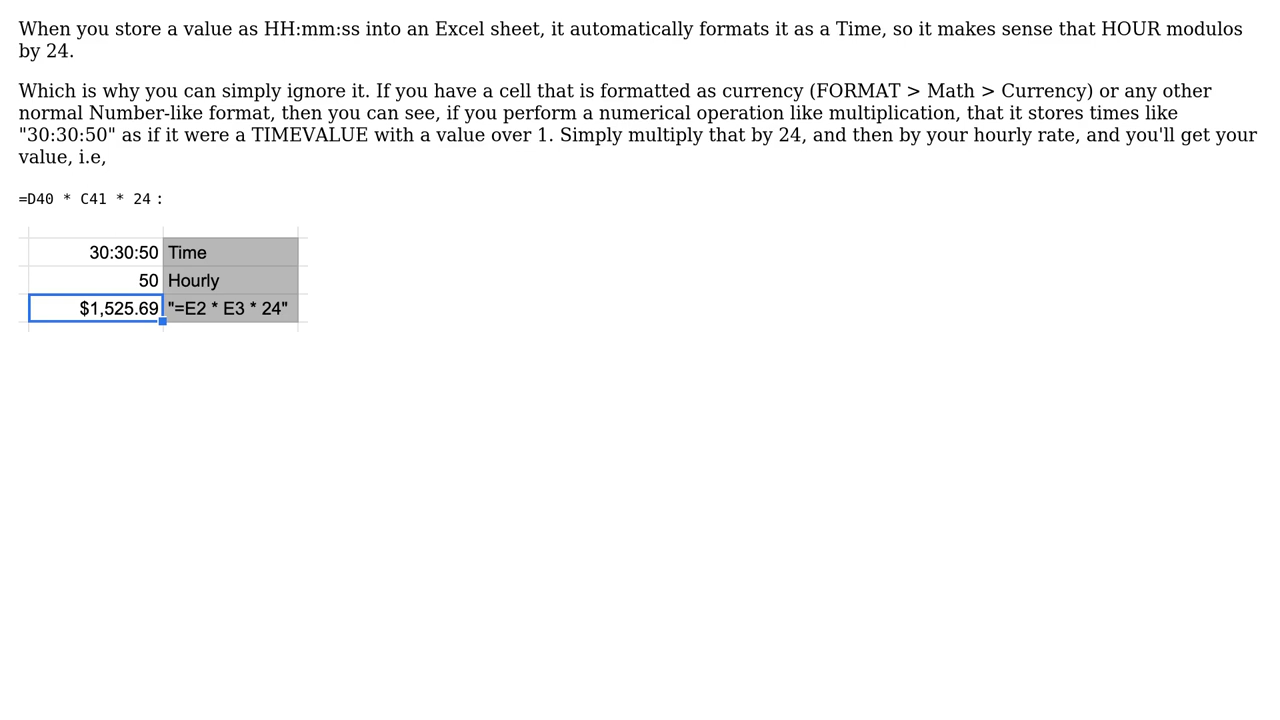 When you store a value as HH:mm:ss into an Excel sheet, it automatically formats it as a Time, so it makes sense that HOUR modulos
by 24.
Which is why you can simply ignore it. If you have a cell that is formatted as currency (FORMAT > Math > Currency) or any other
normal Number-like format, then you can see, if you perform a numerical operation like multiplication, that it stores times like
"30:30:50" as if it were a TIMEVALUE with a value over 1. Simply multiply that by 24, and then by your hourly rate, and you'll get your
value, i.e,
=D40 * C41 * 24 :
30:30:50 Time
50 Hourly
$1,525.69 "=E2 * E3 * 24"